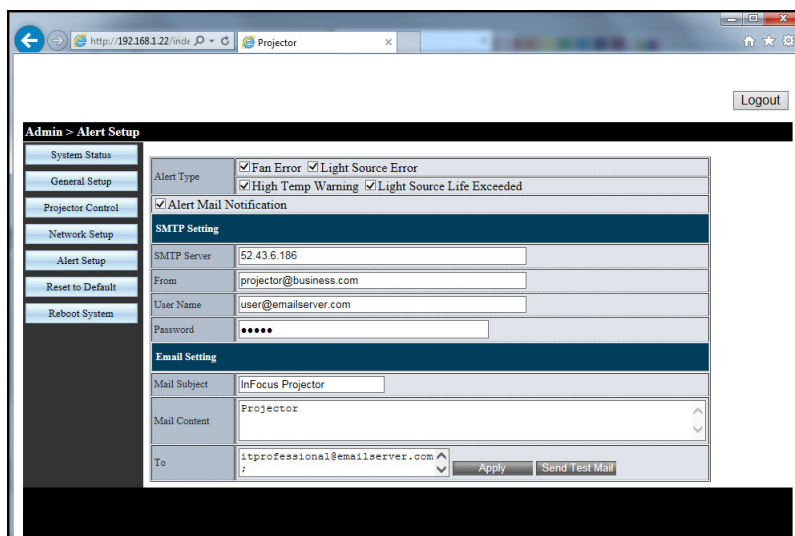 http://192.168.1.22/inde
Projector
Logout
Admin > Alert Setup
System Status
General Setup
Projector Control
Network Setup
Alert Setup
Reset to Default
Reboot System
Alert Type
Fan Error Light Source Error
High Temp Warning Light Source Life Exceeded
Alert Mail Notification
SMTP Setting
SMTP Server 52.43.6.186
From projector@business.com
User Name user@emailserver.com
Password •••••
Email Setting
Mail Subject InFocus Projector
Mail Content Projector
To itprofessional@emailserver.com
;
Apply Send Test Mail